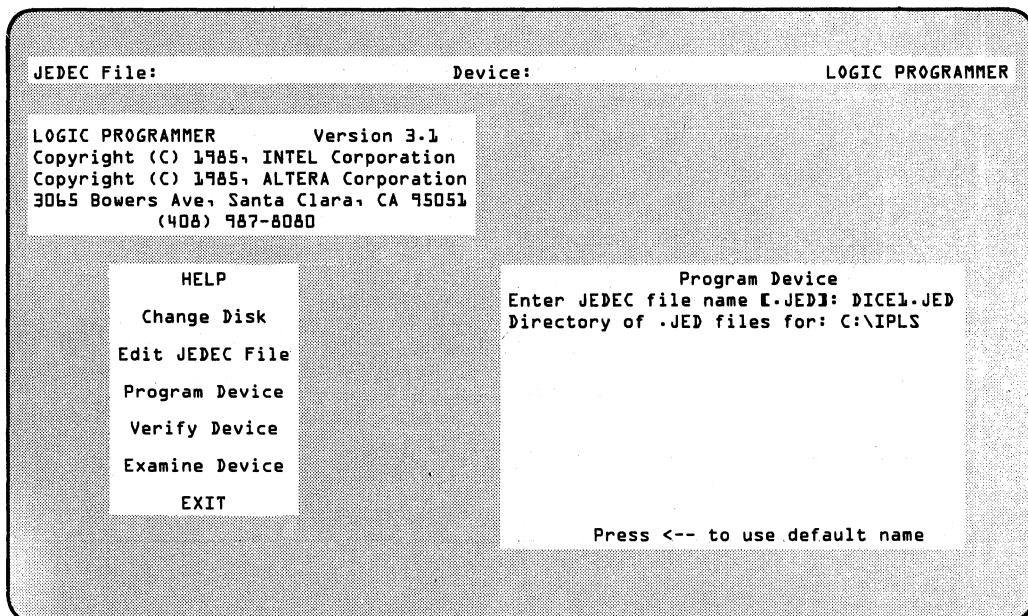 JEDEC File: Device: LOGIC PROGRAMMER
LOGIC PROGRAMMER Version 3.1
Copyright (C) 1985, INTEL Corporation
Copyright (C) 1985, ALTERA Corporation
3065 Bowers Ave, Santa Clara, CA 95051
(408) 987-8080
HELP
Change Disk
Edit JEDEC File
Program Device
Verify Device
Examine Device
EXIT
Program Device
Enter JEDEC file name [.JED]: DICE1.JED
Directory of .JED files for: C:\IPLS
Press <-- to use default name